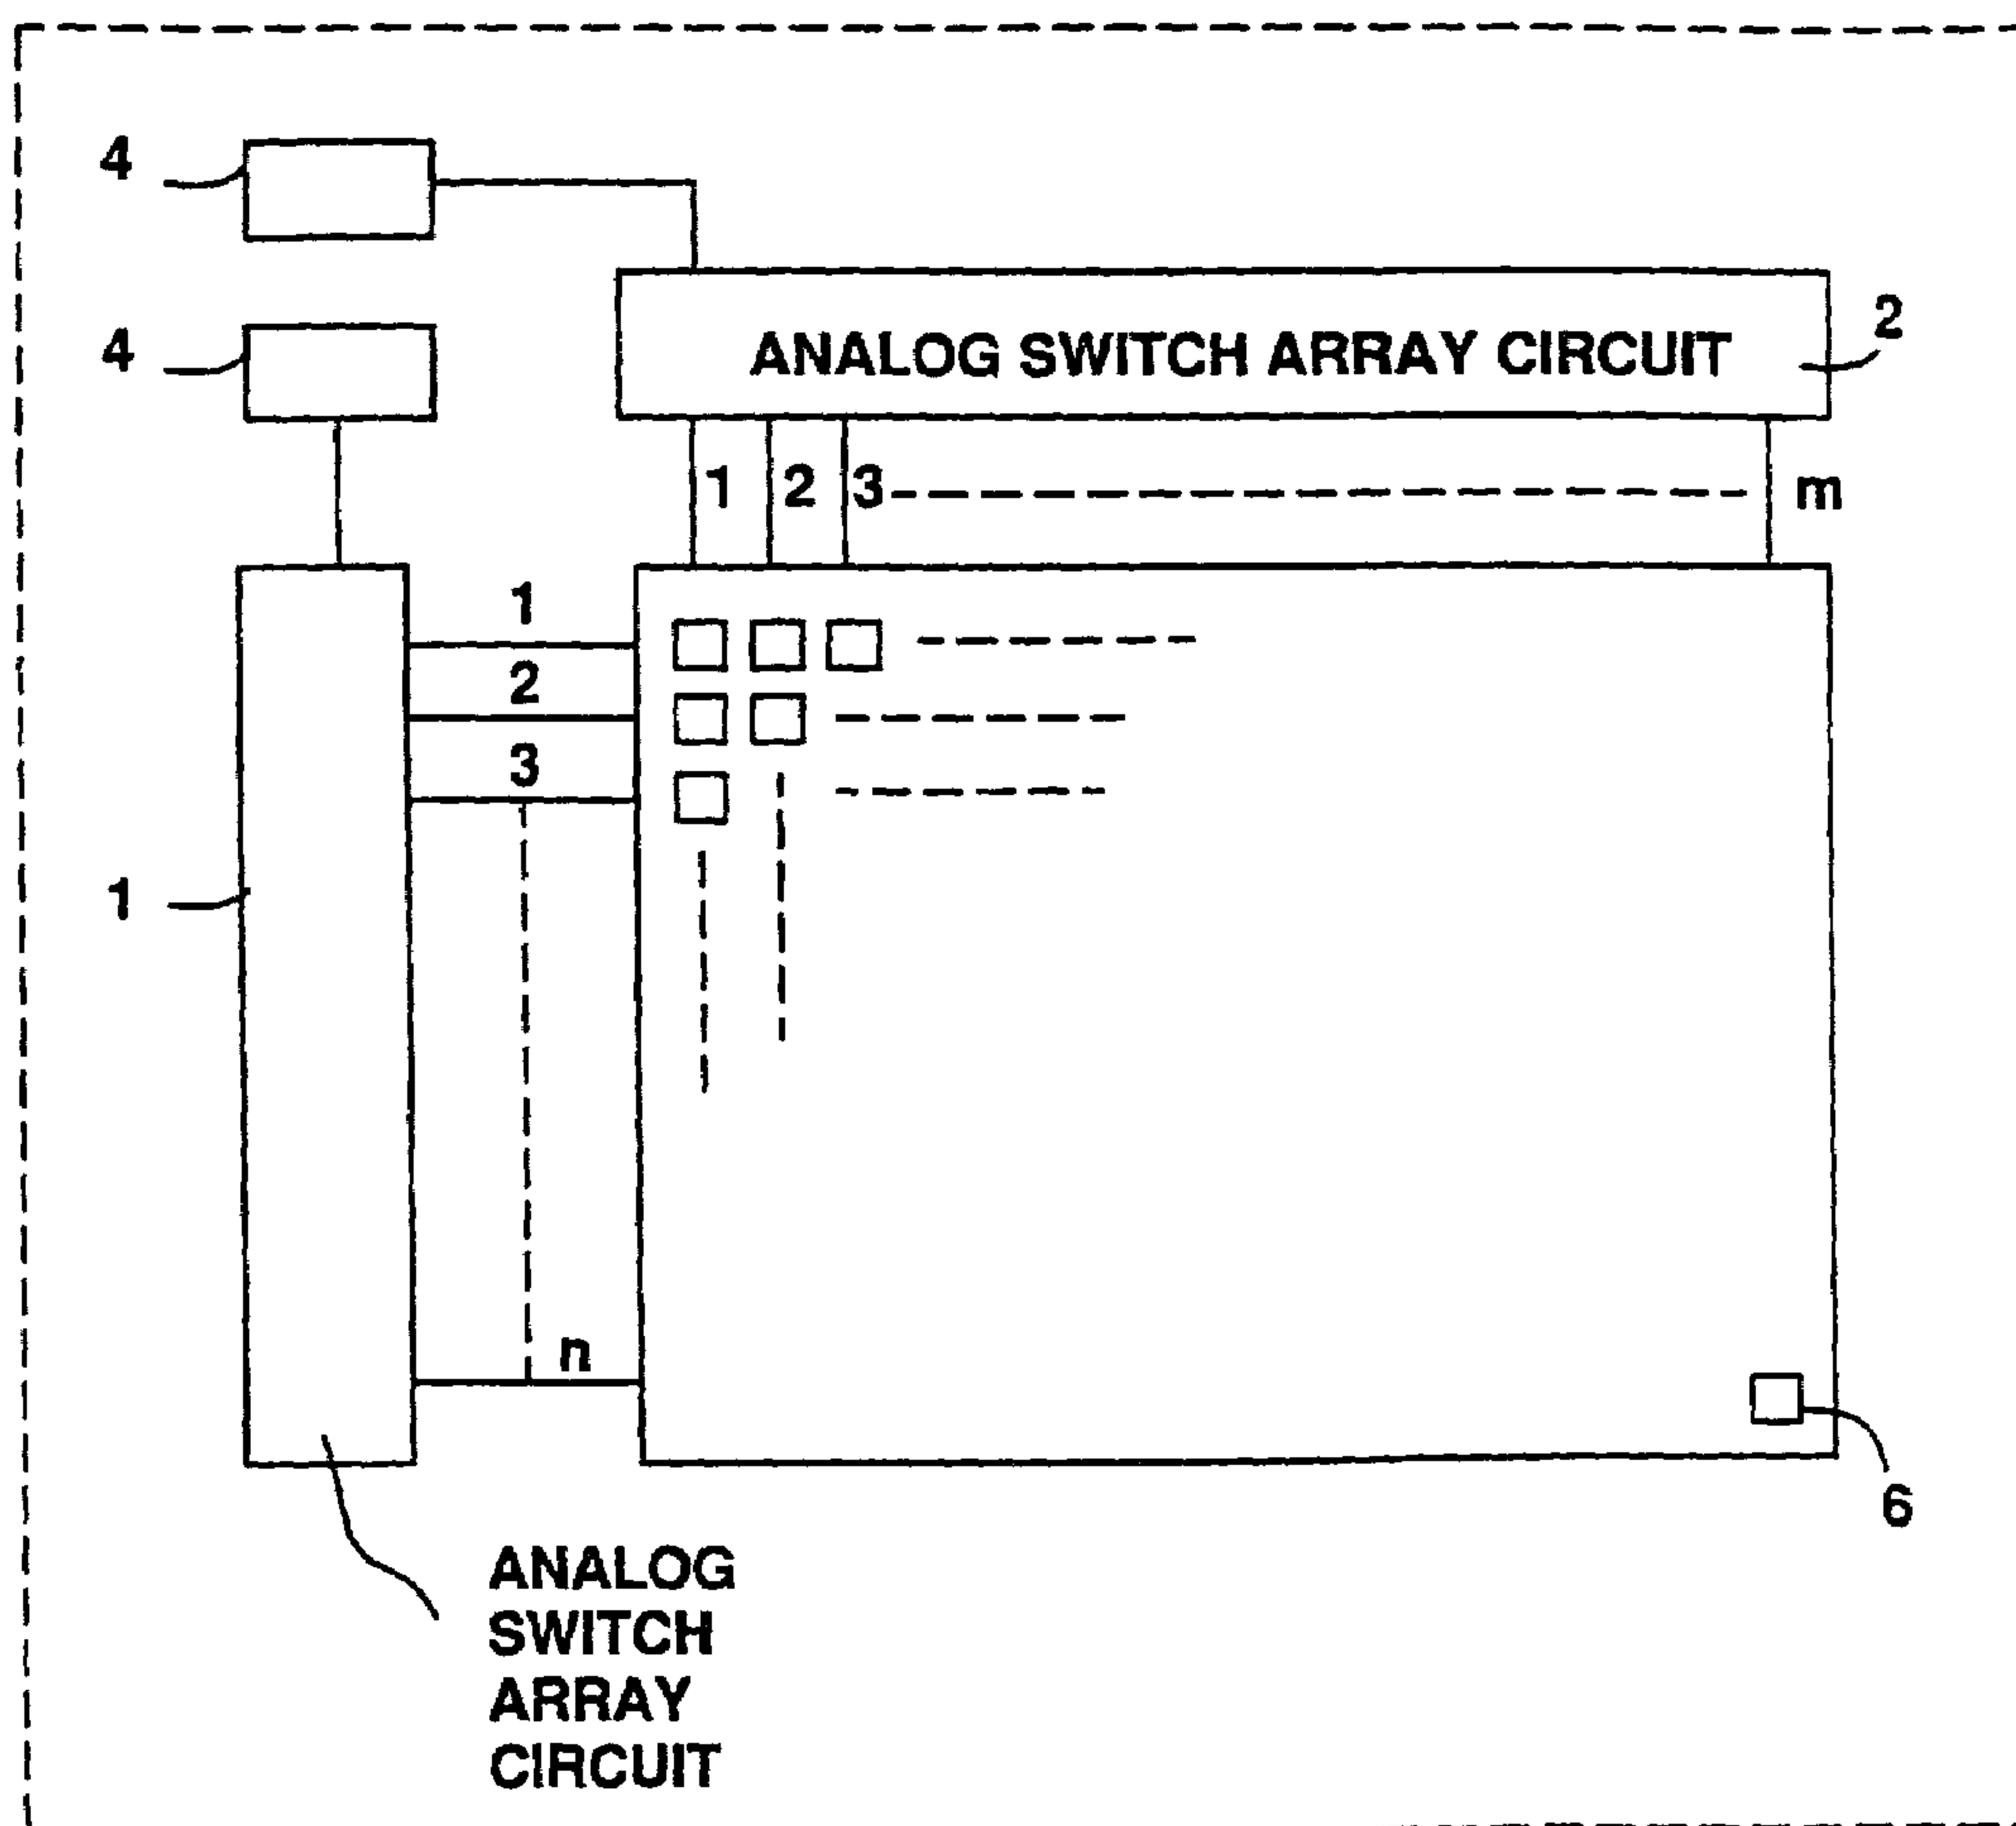 4
4
ANALOG SWITCH ARRAY CIRCUIT
2
1 2 3 m
1
2
3
1
n
6
ANALOG
SWITCH
ARRAY
CIRCUIT